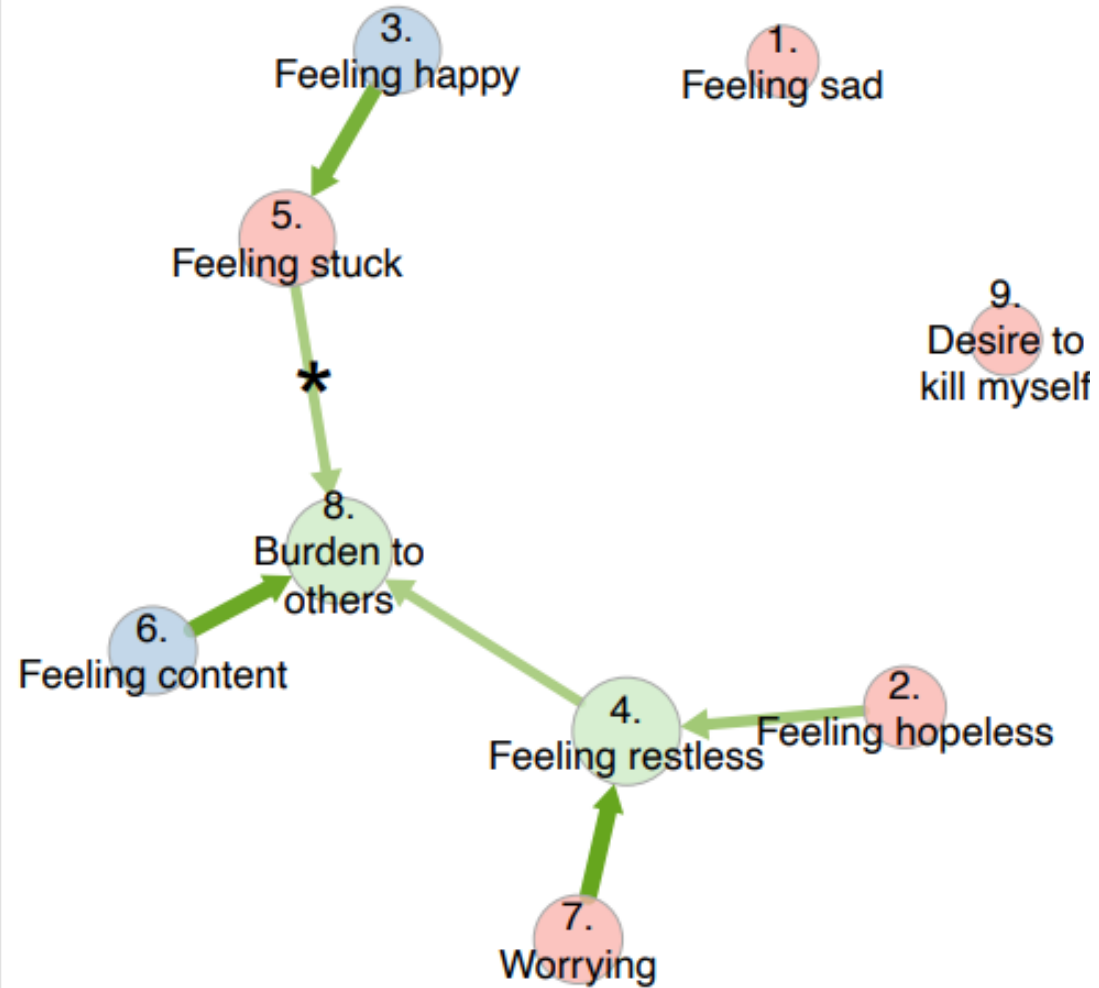 3.
Feeling happy
1.
Feeling sad
5.
Feeling stuck
9.
Desire to
kill myself
*
8.
Burden to
others
6.
Feeling content
4.
Feeling restless
2.
Feeling hopeless
7.
Worrying